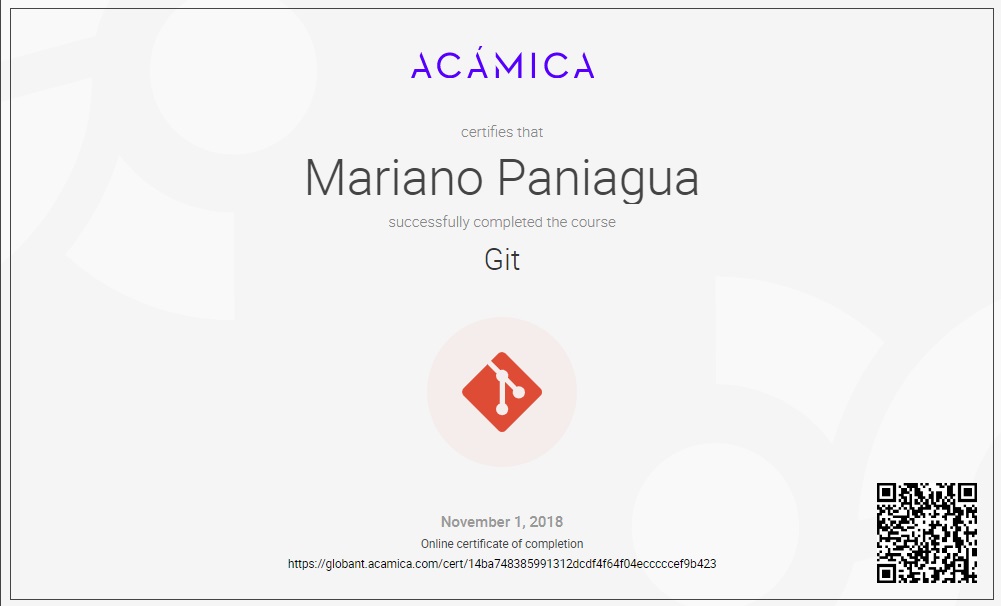 ACÁMICA
certifies that
Mariano Paniagua
successfully completed the course
Git
November 1, 2018
Online certificate of completion
https://globant.acamica.com/cert/14ba748385991312dcdf4f64f04ecccccef9b423